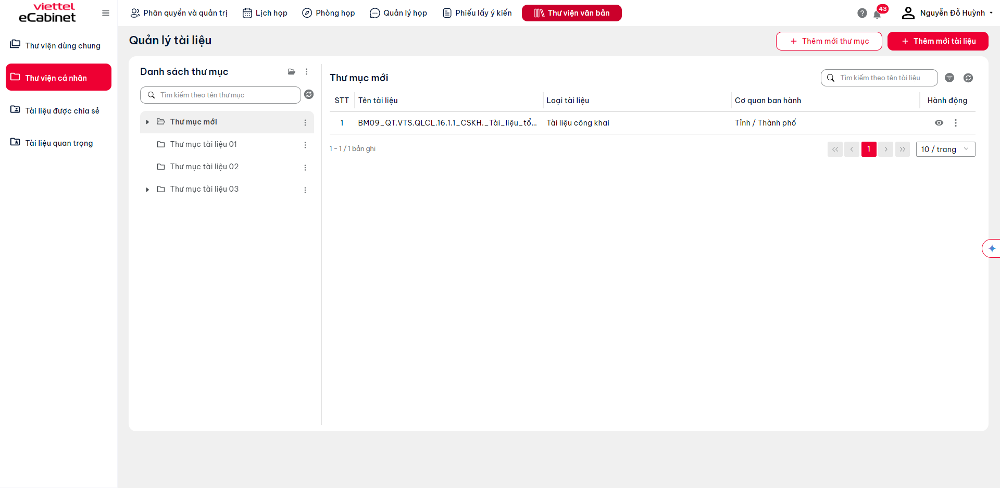 viettel
eCabinet
Phân quyền và quản trị
Lịch họp
Phòng họp
Quản lý họp
Phiếu lấy ý kiến
Thư viện văn bản
?
43
Nguyễn Đỗ Huỳnh
Thư viện dùng chung
Thư viện cá nhân
Tài liệu được chia sẻ
Tài liệu quan trọng
Quản lý tài liệu
+ Thêm mới thư mục
+ Thêm mới tài liệu
Danh sách thư mục
Tìm kiếm theo tên thư mục
Thư mục mới
Thư mục tài liệu 01
Thư mục tài liệu 02
Thư mục tài liệu 03
Thư mục mới
Tìm kiếm theo tên tài liệu
STT Tên tài liệu Loại tài liệu Cơ quan ban hành Hành động
1 BM09_QT.VTS.QLCL.16.1.1_CSKH._Tài_liệu_tổ... Tài liệu công khai Tỉnh / Thành phố
1 - 1 / 1 bản ghi
1
10 / trang